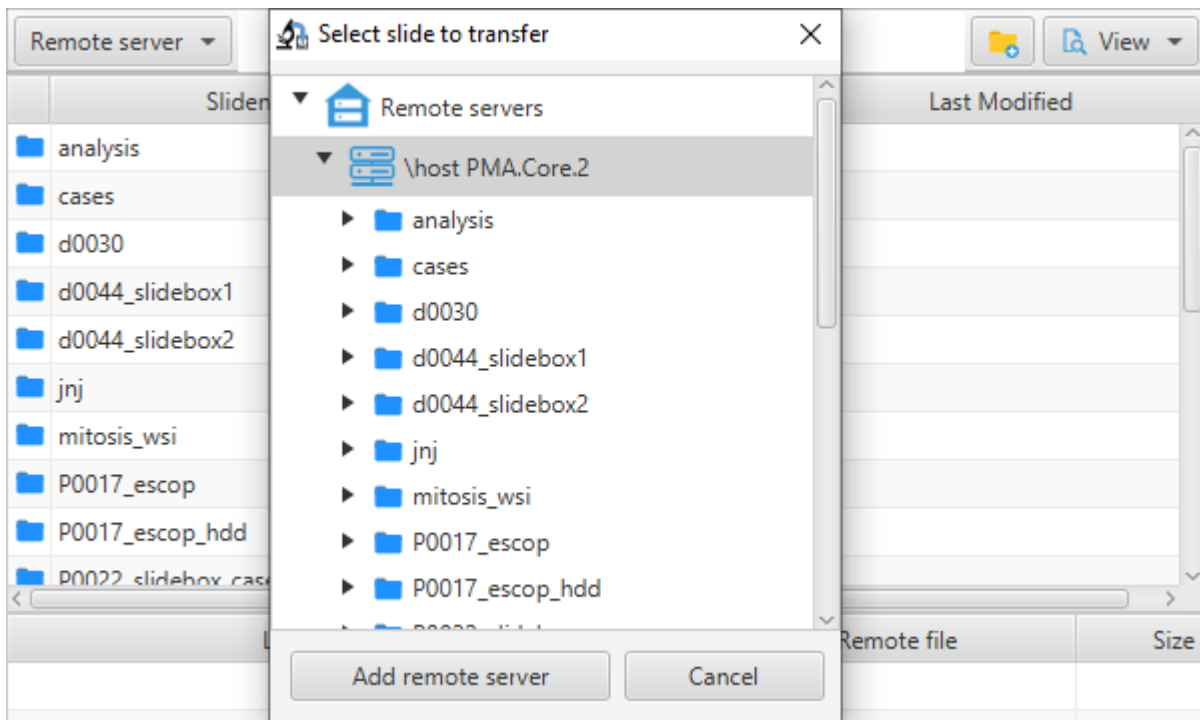 Remote server
Select slide to transfer
View
Last Modified
analysis
cases
d0030
d0044_slidebox1
d0044_slidebox2
jnj
mitosis_wsi
P0017_escop
P0017_escop_hdd
Remote servers
\host PMA.Core.2
analysis
cases
d0030
d0044_slidebox1
d0044_slidebox2
jnj
mitosis_wsi
P0017_escop
P0017_escop_hdd
Remote file
Size
Add remote server
Cancel